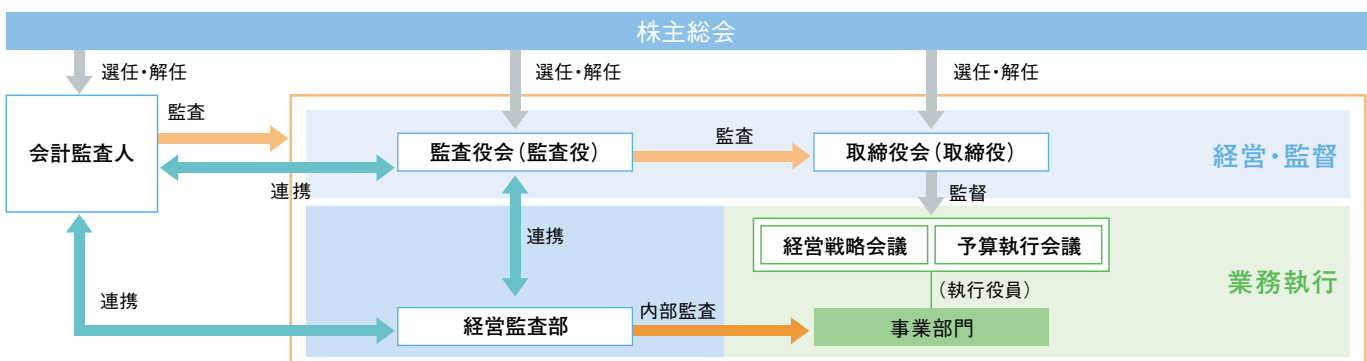 株主総会
選任・解任
選任・解任
選任・解任
会計監査人
監査
監査役会(監査役)
監査
取締役会(取締役)
経営・監督
連携
監督
連携
経営戦略会議
予算執行会議
業務執行
(執行役員)
連携
経営監査部
内部監査
事業部門